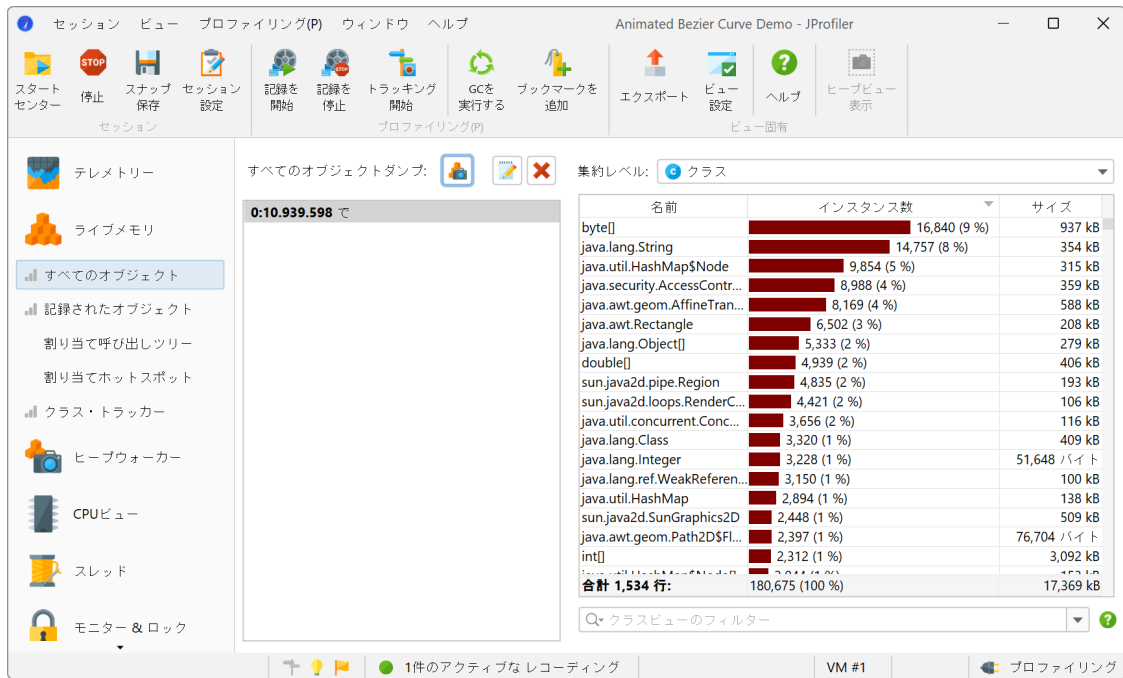 セッション ビュー プロファイリング(P) ウィンドウ ヘルプ Animated Bezier Curve Demo - JProfiler
スタート
センター
停止
スナップ
保存
セッション
設定
記録を
開始
記録を
停止
トラッキング
開始
GCを
実行する
ブックマークを
追加
エクスポート
ビュー
設定
ヘルプ
ヒープビュー
表示
セッション プロファイリング(P) ビュー固有
テレメトリー
ライブメモリ
すべてのオブジェクト
記録されたオブジェクト
割り当て呼び出しツリー
割り当てホットスポット
クラス・トラッカー
ヒープウォーカー
CPUビュー
スレッド
モニター & ロック
すべてのオブジェクトダンプ:
0:10.939.598 で
集約レベル: クラス
名前 インスタンス数 サイズ
byte[] 16,840 (9 %) 937 kB
java.lang.String 14,757 (8 %) 354 kB
java.util.HashMap$Node 9,854 (5 %) 315 kB
java.security.AccessContr... 8,988 (4 %) 359 kB
java.awt.geom.AffineTran... 8,169 (4 %) 588 kB
java.awt.Rectangle 6,502 (3 %) 208 kB
java.lang.Object[] 5,333 (2 %) 279 kB
double[] 4,939 (2 %) 406 kB
sun.java2d.pipe.Region 4,835 (2 %) 193 kB
sun.java2d.loops.RenderC... 4,421 (2 %) 106 kB
java.util.concurrent.Conc... 3,656 (2 %) 116 kB
java.lang.Class 3,320 (1 %) 409 kB
java.lang.Integer 3,228 (1 %) 51,648 バイト
java.lang.ref.WeakReferen... 3,150 (1 %) 100 kB
java.util.HashMap 2,894 (1 %) 138 kB
sun.java2d.SunGraphics2D 2,448 (1 %) 509 kB
java.awt.geom.Path2D$Fl... 2,397 (1 %) 76,704 バイト
int[] 2,312 (1 %) 3,092 kB
合計 1,534 行: 180,675 (100 %) 17,369 kB
クラスビューのフィルター
1件のアクティブな レコーディング VM #1 プロファイリング